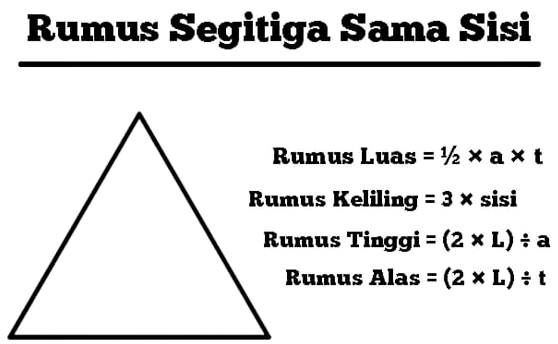 Rumus Segitiga Sama Sisi
Rumus Luas = ½ × a × t
Rumus Keliling = 3 × sisi
Rumus Tinggi = (2 × L) ÷ a
Rumus Alas = (2 × L) ÷ t